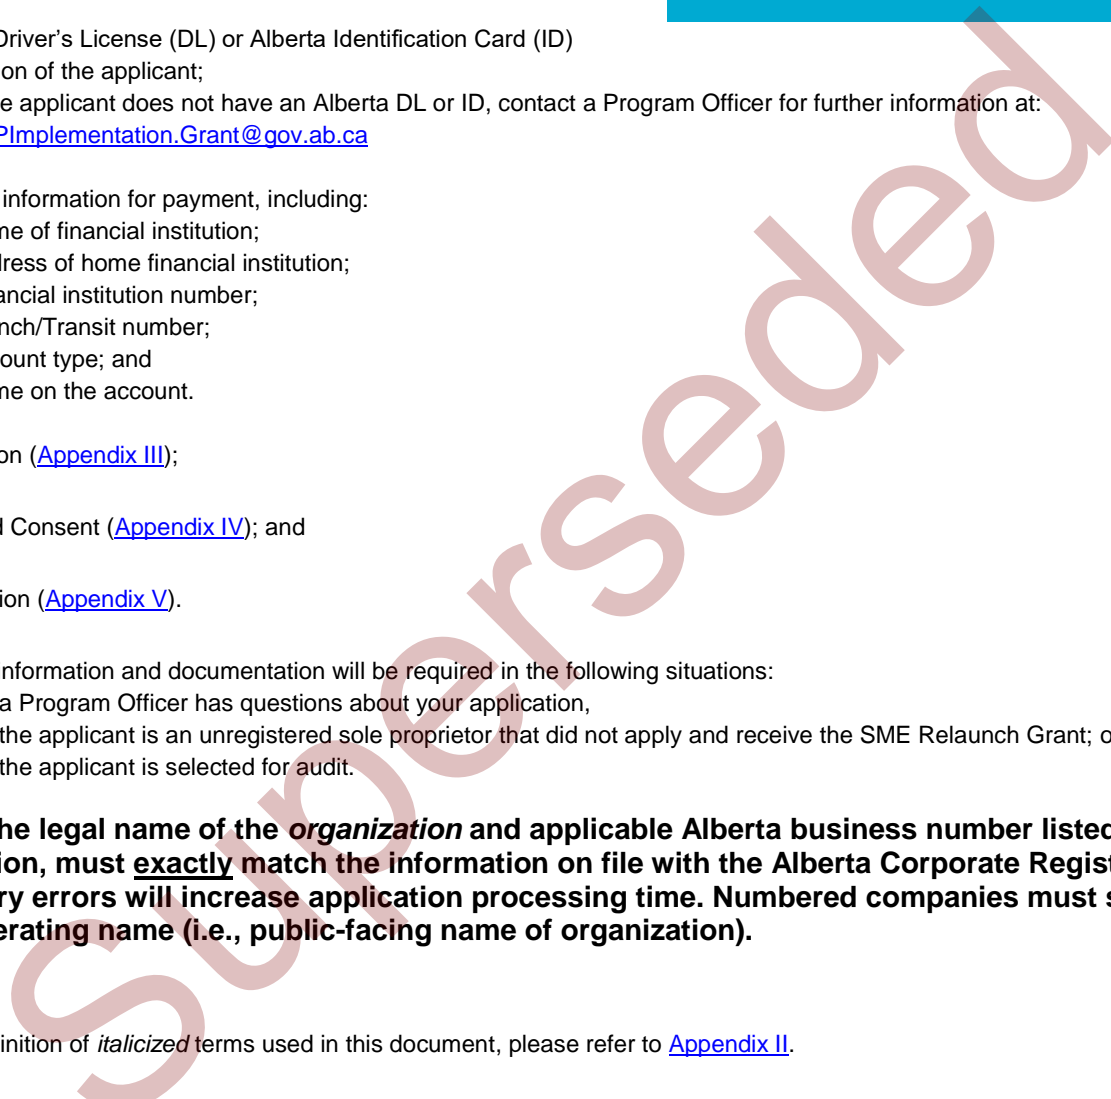 Driver's License (DL) or Alberta Identification Card (ID)
on of the applicant;
e applicant does not have an Alberta DL or ID, contact a Program Officer for further information at:
PImplementation.Grant@gov.ab.ca
information for payment, including:
me of financial institution;
dress of home financial institution;
ancial institution number;
nch/Transit number;
ount type; and
me on the account.
on (Appendix III);
d Consent (Appendix IV); and
ion (Appendix V).
information and documentation will be required in the following situations:
a Program Officer has questions about your application,
the applicant is an unregistered sole proprietor that did not apply and receive the SME Relaunch Grant; o
the applicant is selected for audit.
he legal name of the organization and applicable Alberta business number listed
ion, must exactly match the information on file with the Alberta Corporate Regist
ry errors will increase application processing time. Numbered companies must s
erating name (i.e., public-facing name of organization).
inition of italicized terms used in this document, please refer to Appendix II.
Superseded